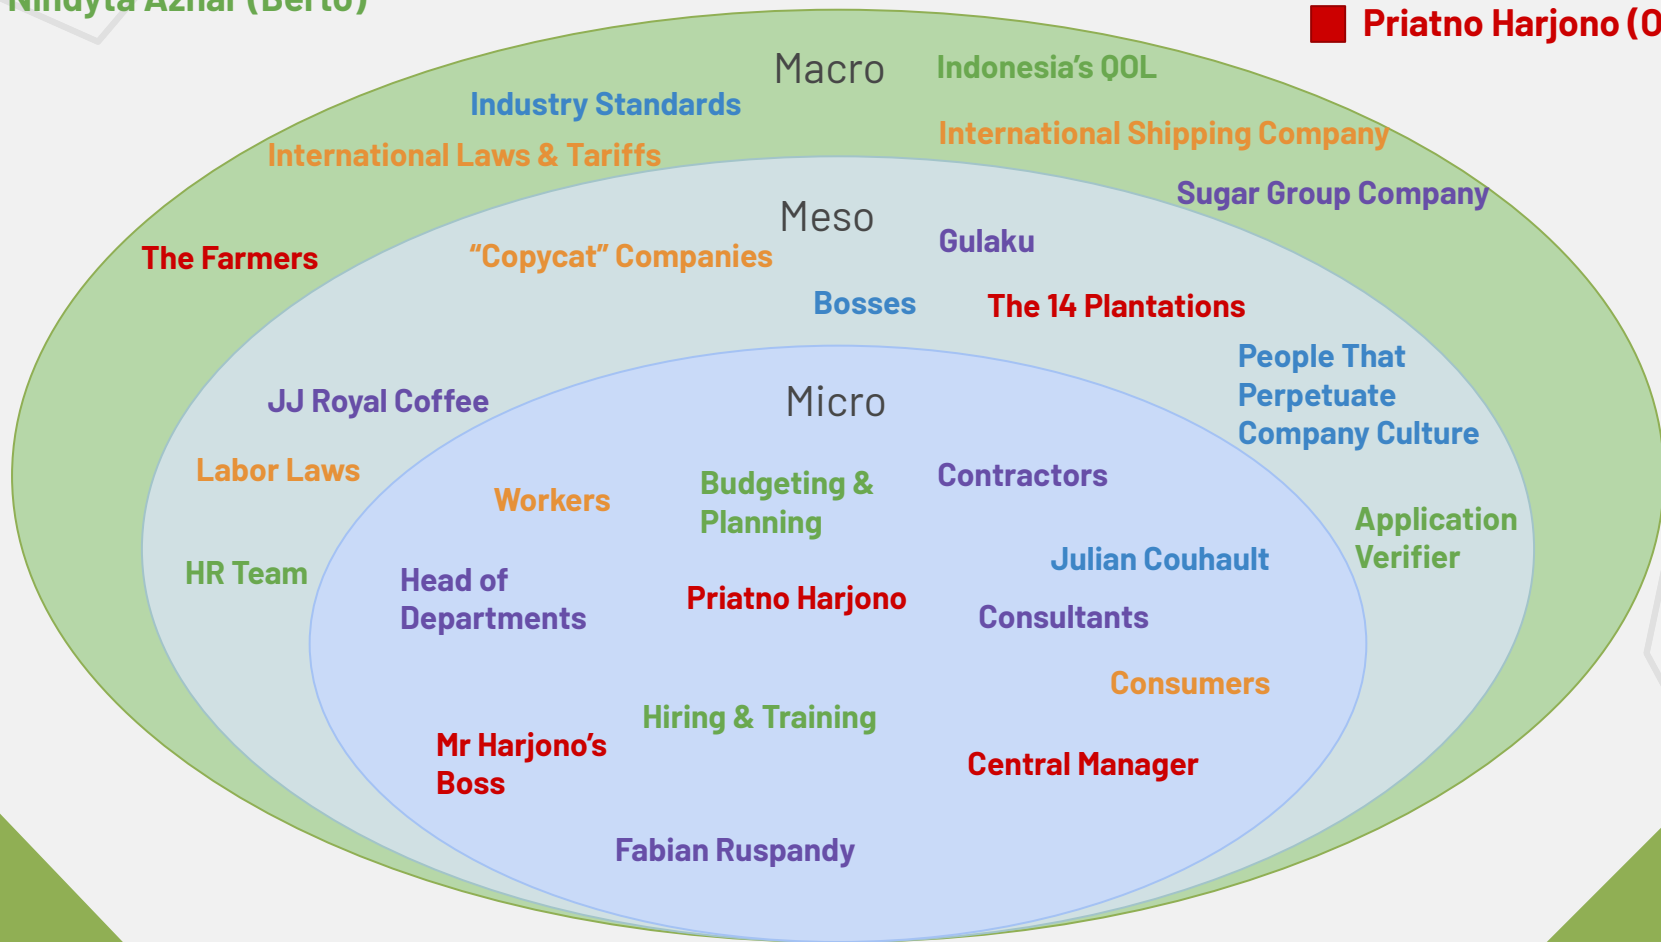 Nindyta Azhar (Berto)
Priatno Harjono (
Macro
Indonesia’s QOL
Industry Standards
International Shipping Company
International Laws & Tariffs
Sugar Group Company
Meso
Gulaku
The Farmers
“Copycat” Companies
Bosses
The 14 Plantations
People That
Perpetuate
Company Culture
JJ Royal Coffee
Micro
Labor Laws
Workers
Budgeting &
Planning
Contractors
Application
Verifier
HR Team
Head of
Departments
Julian Couhault
Priatno Harjono
Consultants
Consumers
Hiring & Training
Mr Harjono’s
Boss
Central Manager
Fabian Ruspandy